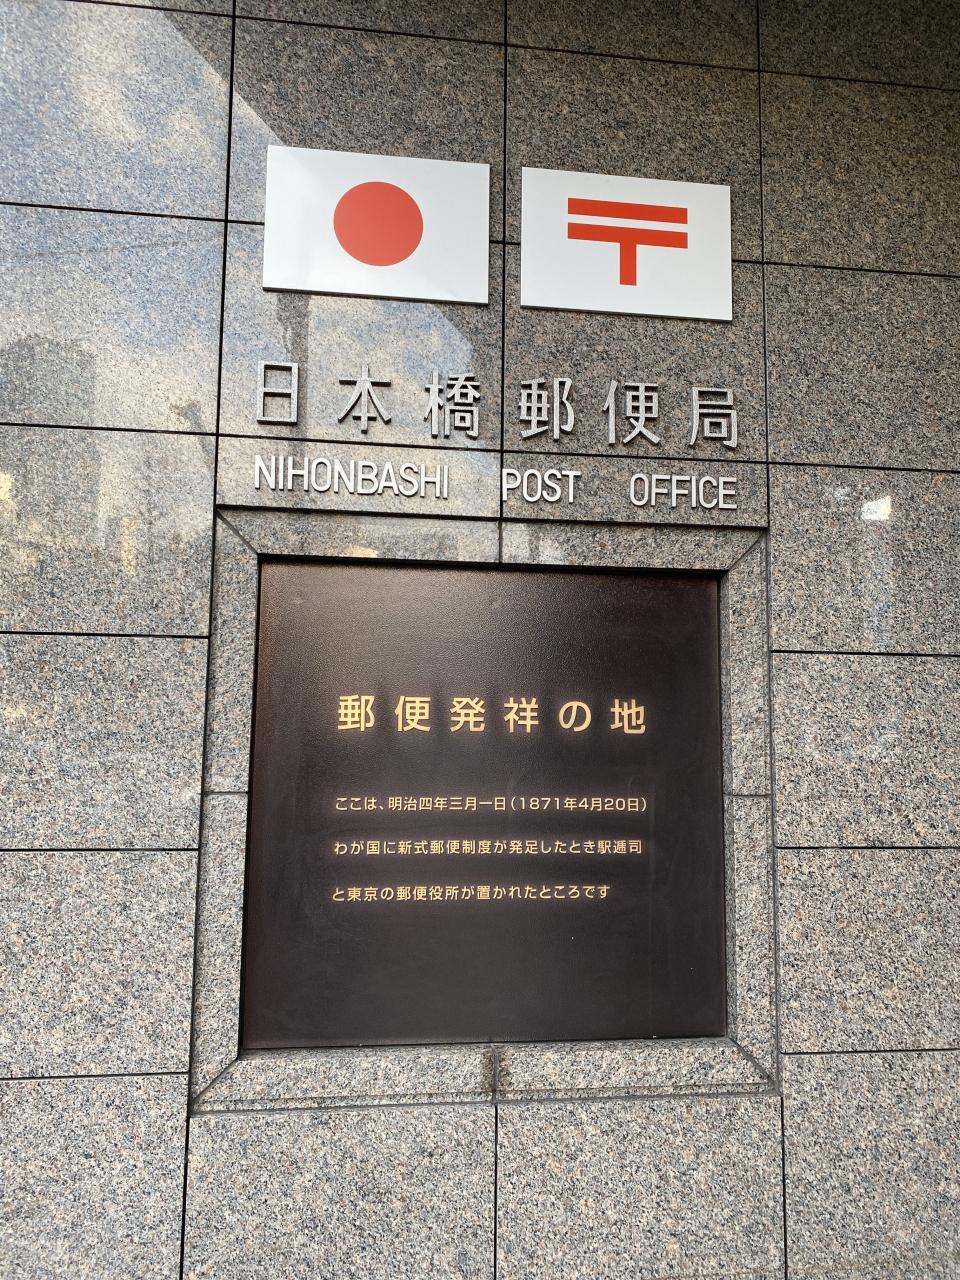 〒
日本橋郵便局
NIHONBASHI POST OFFICE
郵便発祥の地
ここは、明治四年三月一日(1871年4月20日)
わが国に新式郵便制度が発足したとき駅逓司
と東京の郵便役所が置かれたところです